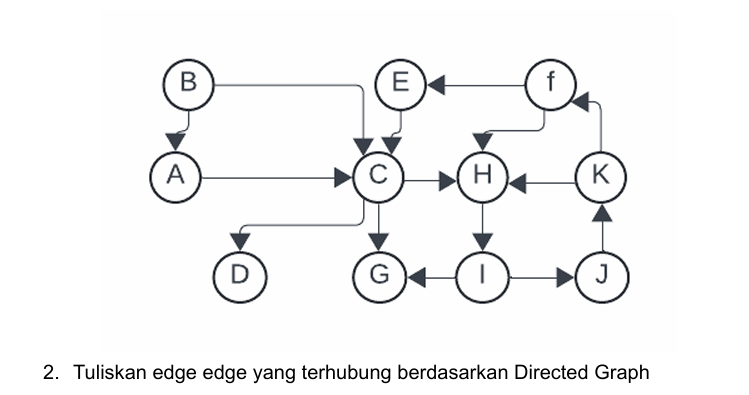 B
E
f
A
C
H
K
D
G
I
J
2. Tuliskan edge edge yang terhubung berdasarkan Directed Graph